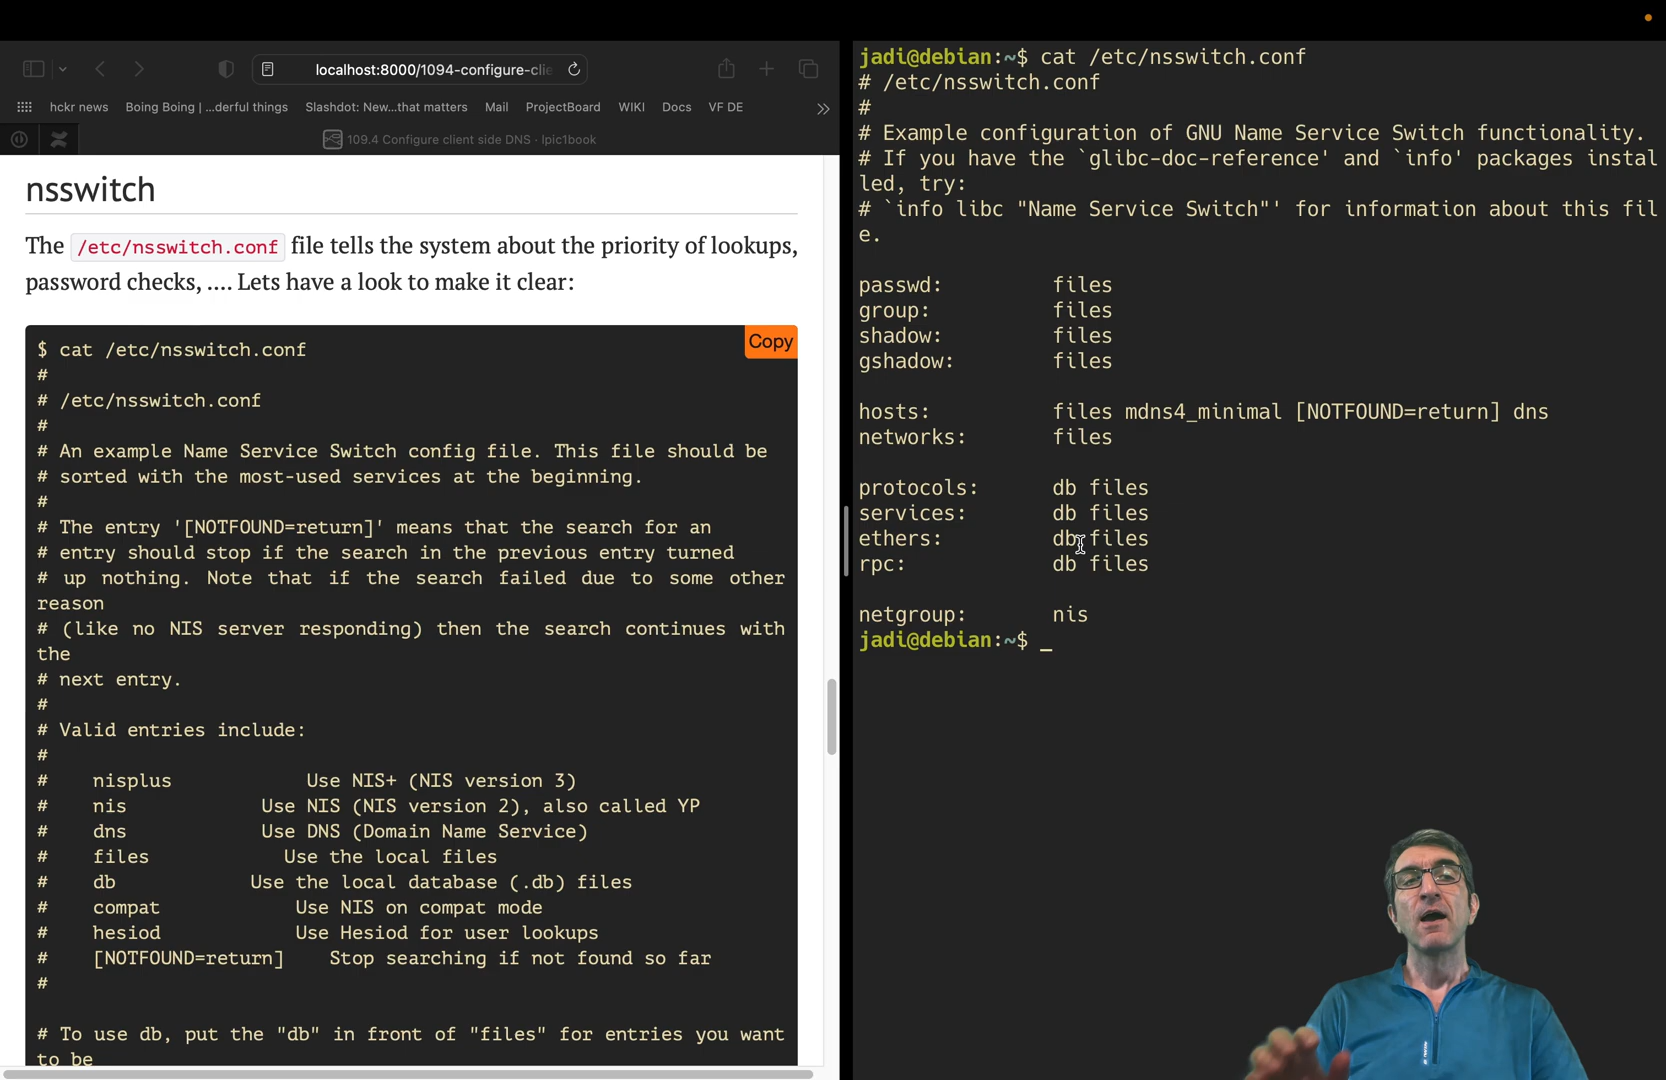 localhost:8000/1094-configure-clie
hckr news
Boing Boing | ...derful things
Slashdot: New...that matters
Mail
ProjectBoard
WIKI
Docs
VF DE
109.4 Configure client side DNS · lpic1book
nsswitch
The /etc/nsswitch.conf file tells the system about the priority of lookups,
password checks, .... Lets have a look to make it clear:
Copy
$ cat /etc/nsswitch.conf
#
# /etc/nsswitch.conf
#
# An example Name Service Switch config file. This file should be
# sorted with the most-used services at the beginning.
#
# The entry '[NOTFOUND=return]' means that the search for an
# entry should stop if the search in the previous entry turned
# up nothing. Note that if the search failed due to some other
reason
# (like no NIS server responding) then the search continues with
the
# next entry.
#
# Valid entries include:
#
# nisplus Use NIS+ (NIS version 3)
# nis Use NIS (NIS version 2), also called YP
# dns Use DNS (Domain Name Service)
# files Use the local files
# db Use the local database (.db) files
# compat Use NIS on compat mode
# hesiod Use Hesiod for user lookups
# [NOTFOUND=return] Stop searching if not found so far
#
# To use db, put the "db" in front of "files" for entries you want
to be
jadi@debian:~$ cat /etc/nsswitch.conf
# /etc/nsswitch.conf
#
# Example configuration of GNU Name Service Switch functionality.
# If you have the `glibc-doc-reference' and `info' packages instal
led, try:
# `info libc "Name Service Switch"' for information about this fil
e.
passwd: files
group: files
shadow: files
gshadow: files
hosts: files mdns4_minimal [NOTFOUND=return] dns
networks: files
protocols: db files
services: db files
ethers: db files
rpc: db files
netgroup: nis
jadi@debian:~$ _